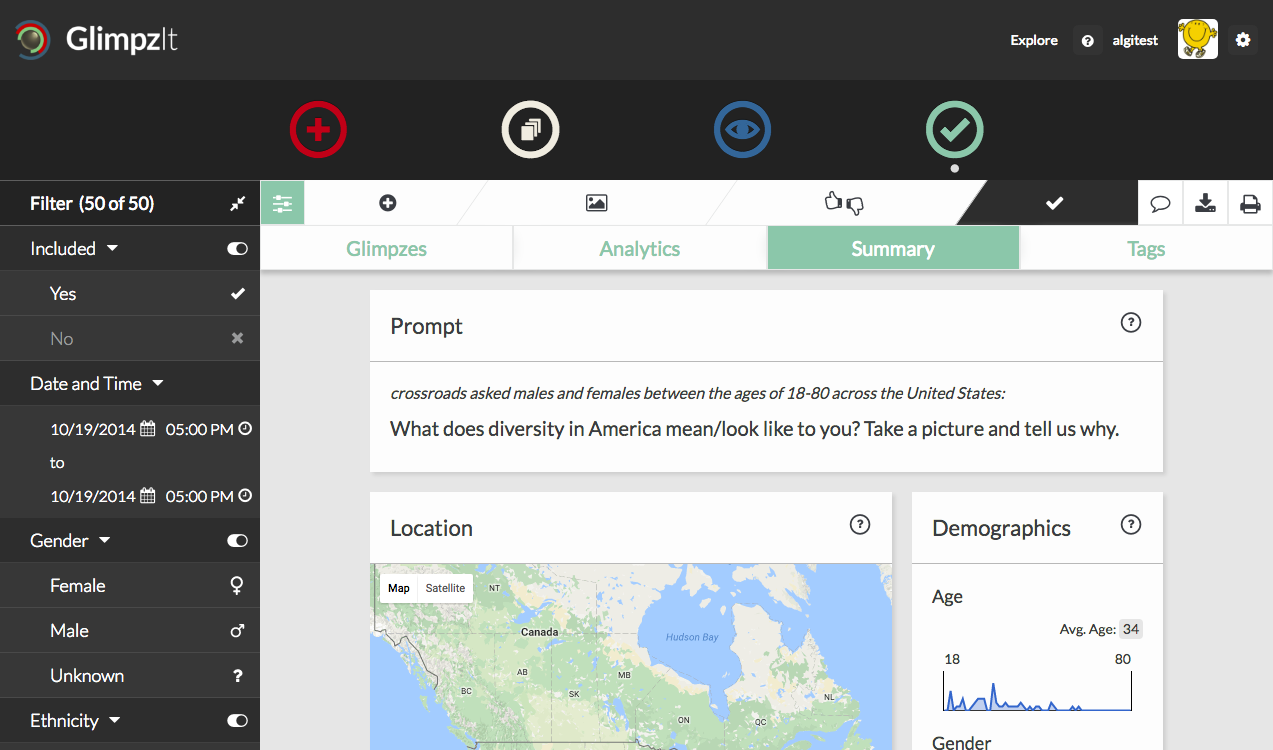 GlimpzIt
Explore
algitest
Filter (50 of 50)
Included
Yes
No
Date and Time
10/19/2014 05:00 PM
to
10/19/2014 05:00 PM
Gender
Female
Male
Unknown
?
Ethnicity
Glimpzes
Analytics
Summary
Tags
Prompt
?
crossroads asked males and females between the ages of 18-80 across the United States:
What does diversity in America mean/look like to you? Take a picture and tell us why.
Location
?
Map Satellite
NT
Canada
Hudson Bay
AB
MB
BC
SK
NL
ON
QC
Demographics
?
Age
Avg. Age: 34
18 80
Gender